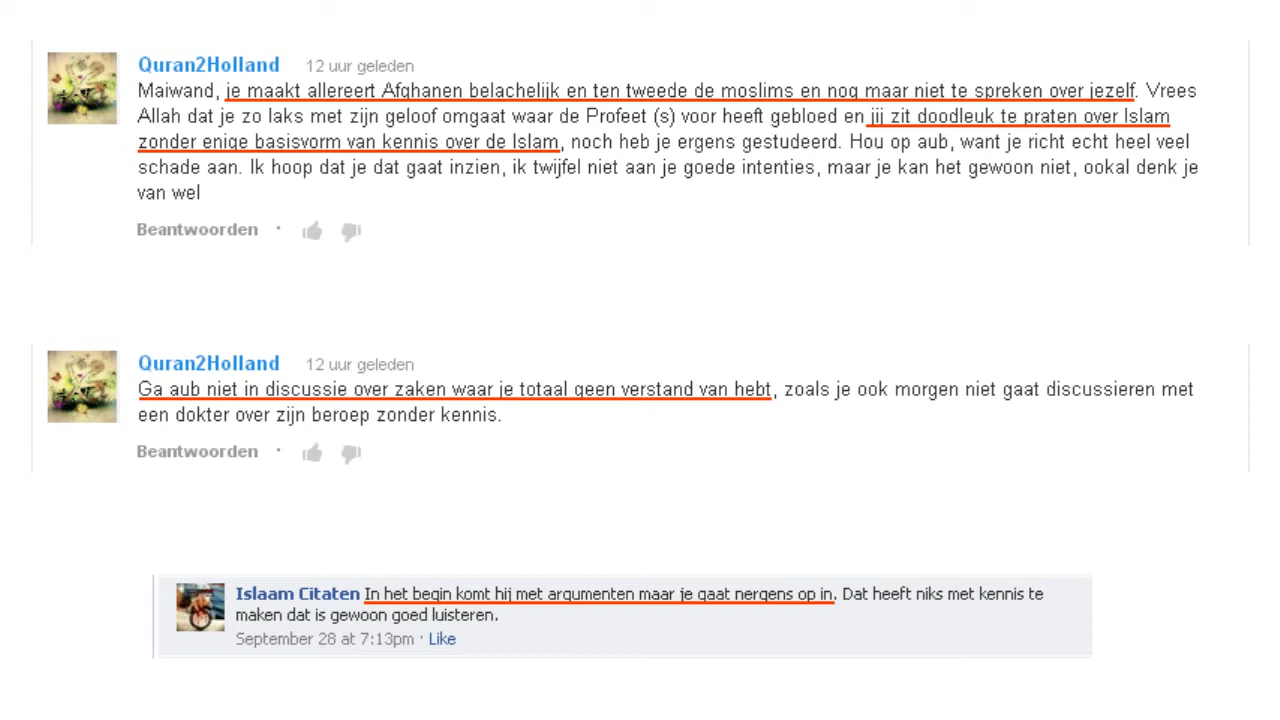 Quran2Holland 12 uur geleden
Maiwand, je maakt allereert Afghanen belachelijk en ten tweede de moslims en nog maar niet te spreken over jezelf. Vrees
Allah dat je zo laks met zijn geloof omgaat waar de Profeet (s) voor heeft gebloed en jij zit doodleuk te praten over Islam
zonder enige basisvorm van kennis over de Islam, noch heb je ergens gestudeerd. Hou op aub, want je richt echt heel veel
schade aan. Ik hoop dat je dat gaat inzien, ik twijfel niet aan je goede intenties, maar je kan het gewoon niet, ookal denk je
van wel
Beantwoorden ·
Quran2Holland 12 uur geleden
Ga aub niet in discussie over zaken waar je totaal geen verstand van hebt, zoals je ook morgen niet gaat discussieren met
een dokter over zijn beroep zonder kennis.
Beantwoorden ·
Islaam Citaten In het begin komt hij met argumenten maar je gaat nergens op in. Dat heeft niks met kennis te
maken dat is gewoon goed luisteren.
September 28 at 7:13pm · Like